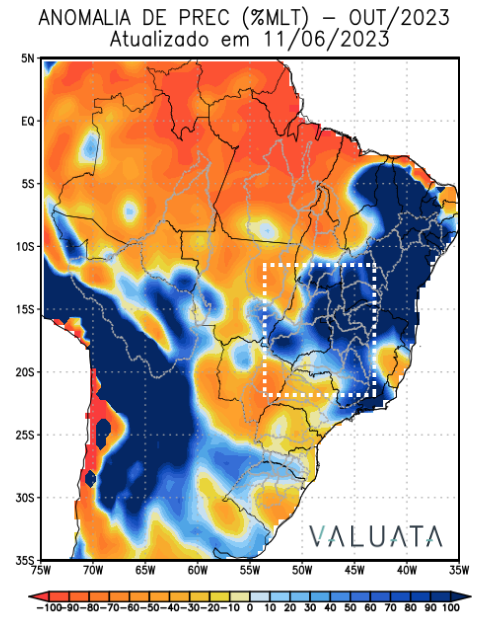 ANOMALIA DE PREC (%MLT) – OUT/2023
Atualizado em 11/06/2023
5N
EQ
5S
10S
15S
20S
25S
30S
35S
75W 70W 65W 60W 55W 50W 45W 40W 35W
VALUATA
-100-90-80-70-60-50-40-30-20-10 0 10 20 30 40 50 60 70 80 90 100